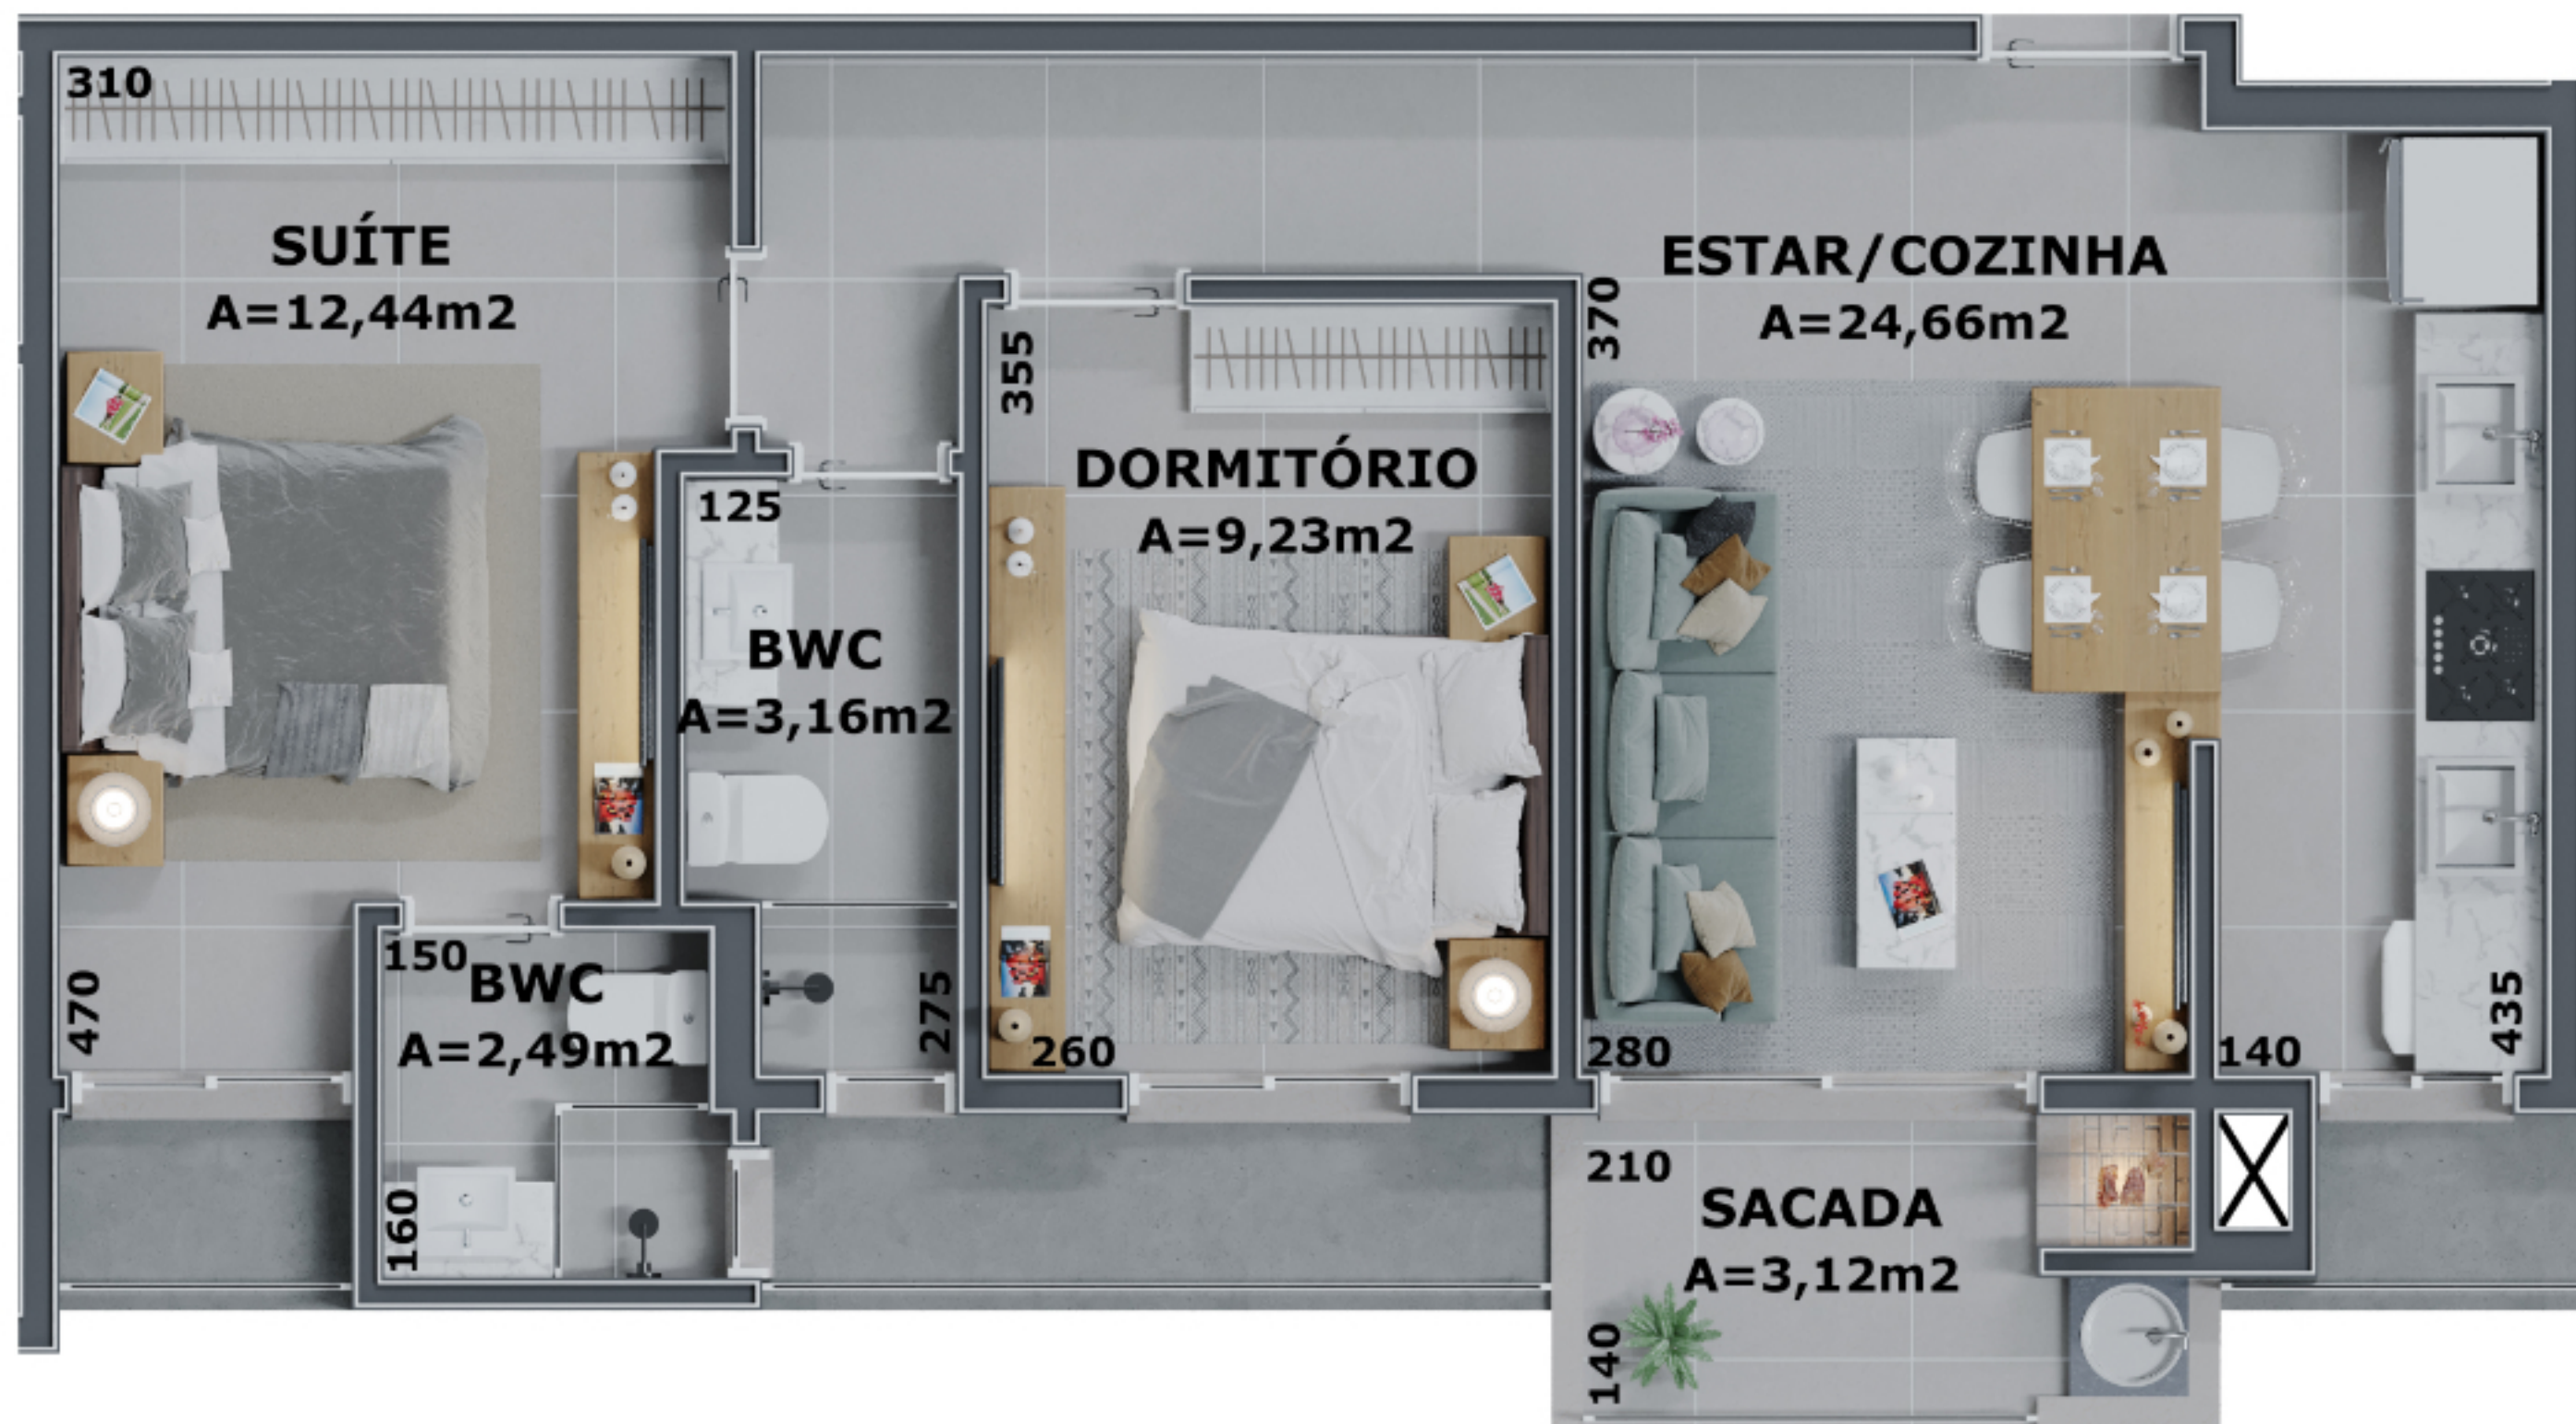 310
SUÍTE
A=12,44m2
470
125
BWC
A=3,16m2
275
150
BWC
A=2,49m2
160
355
DORMITÓRIO
A=9,23m2
260
370
ESTAR/COZINHA
A=24,66m2
280
140
435
210
SACADA
A=3,12m2
140